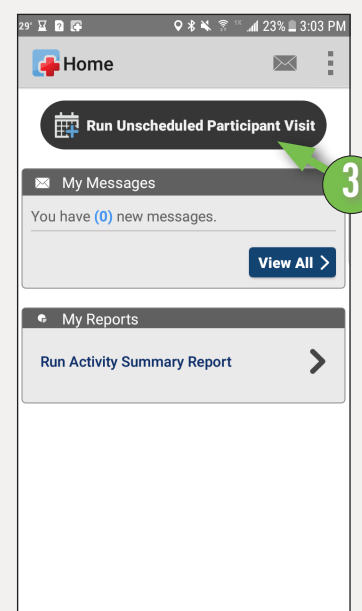 29° 23% 3:03 PM
Home
Run Unscheduled Participant Visit
3
My Messages
You have (0) new messages.
View All
My Reports
Run Activity Summary Report